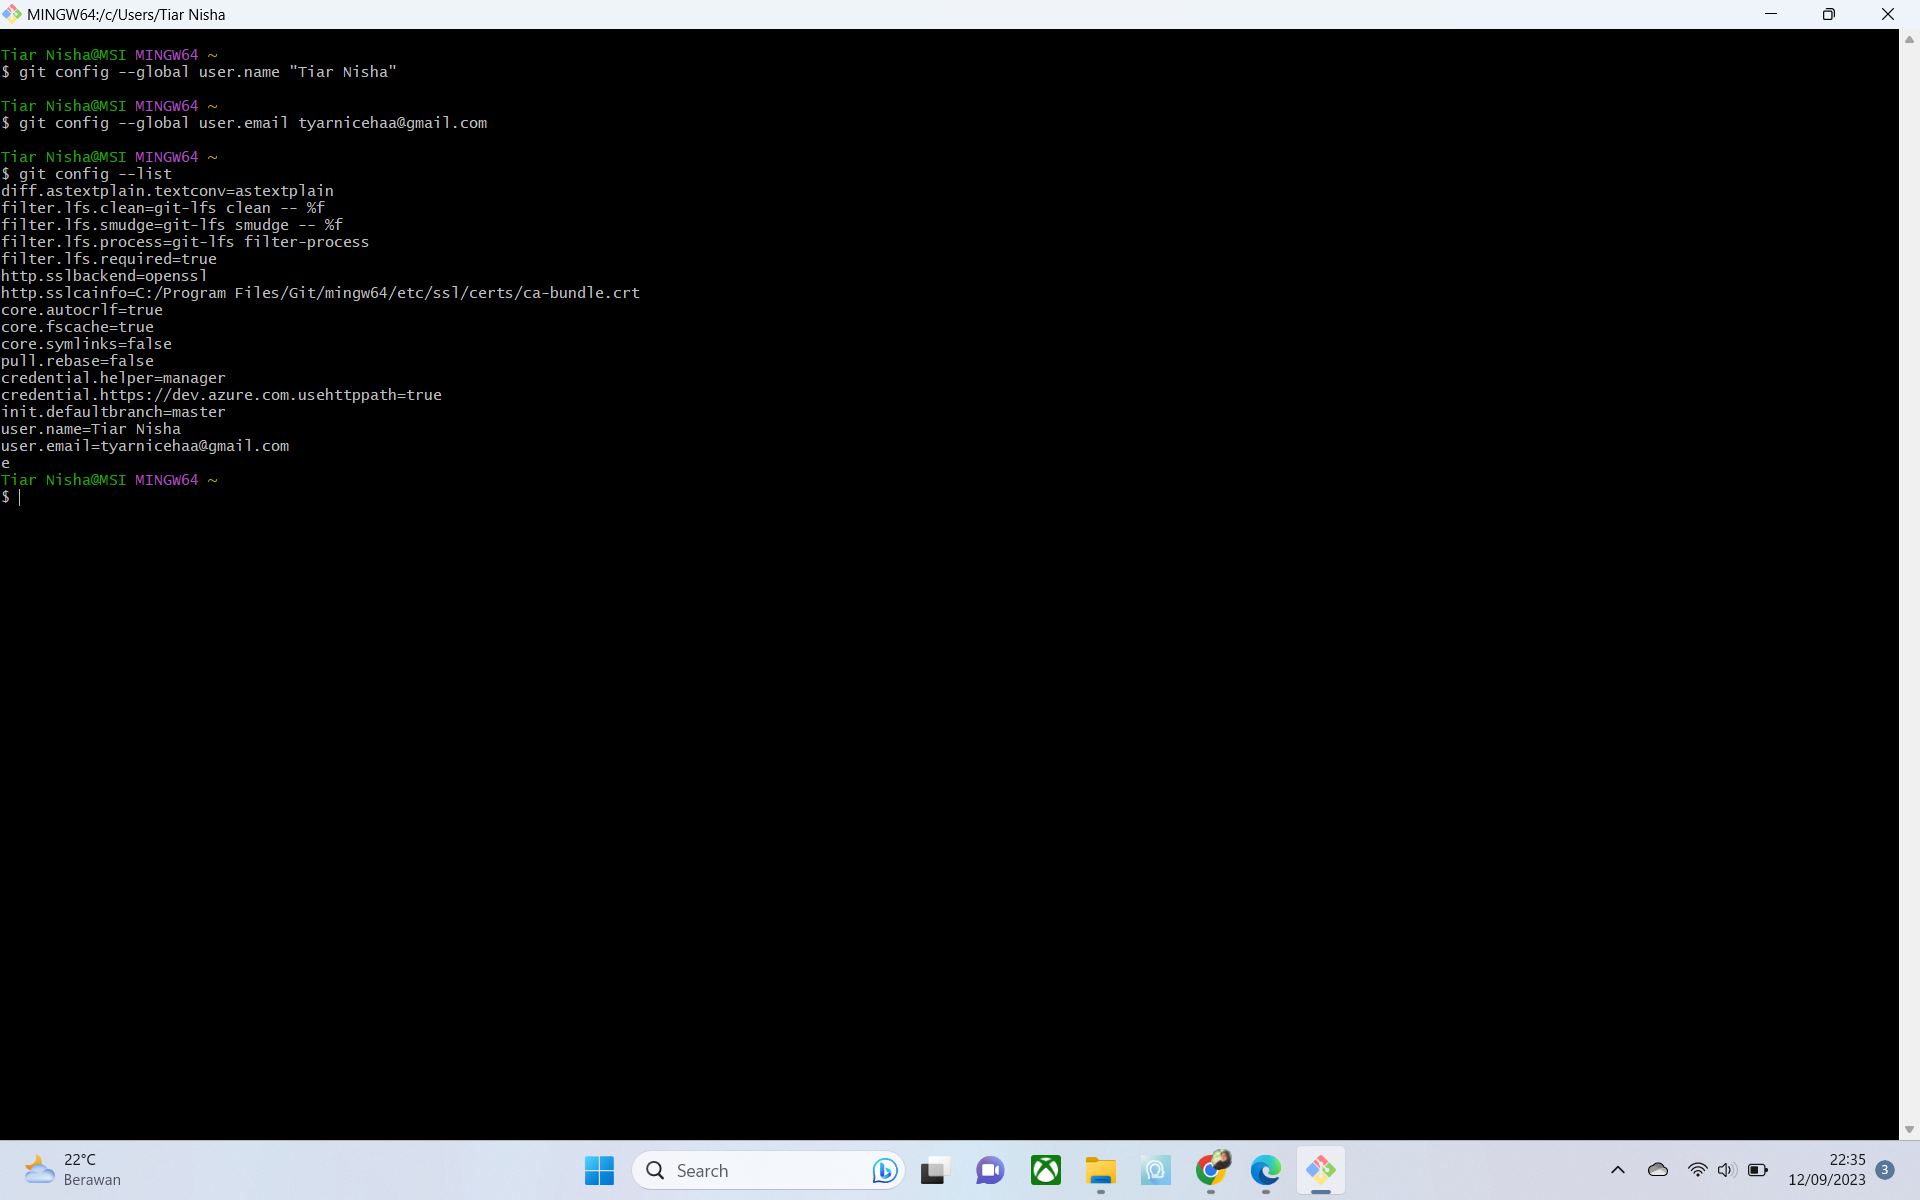 MINGW64:/c/Users/Tiar Nisha
Tiar Nisha@MSI MINGW64 ~
$ git config --global user.name "Tiar Nisha"
Tiar Nisha@MSI MINGW64 ~
$ git config --global user.email tyarnicehaa@gmail.com
Tiar Nisha@MSI MINGW64 ~
$ git config --list
diff.astextplain.textconv=astextplain
filter.lfs.clean=git-lfs clean -- %f
filter.lfs.smudge=git-lfs smudge -- %f
filter.lfs.process=git-lfs filter-process
filter.lfs.required=true
http.sslbackend=openssl
http.sslcainfo=C:/Program Files/Git/mingw64/etc/ssl/certs/ca-bundle.crt
core.autocrlf=true
core.fscache=true
core.symlinks=false
pull.rebase=false
credential.helper=manager
credential.https://dev.azure.com.usehttppath=true
init.defaultbranch=master
user.name=Tiar Nisha
user.email=tyarnicehaa@gmail.com
e
Tiar Nisha@MSI MINGW64 ~
$
22°C
Berawan
Search
22:35
12/09/2023
3